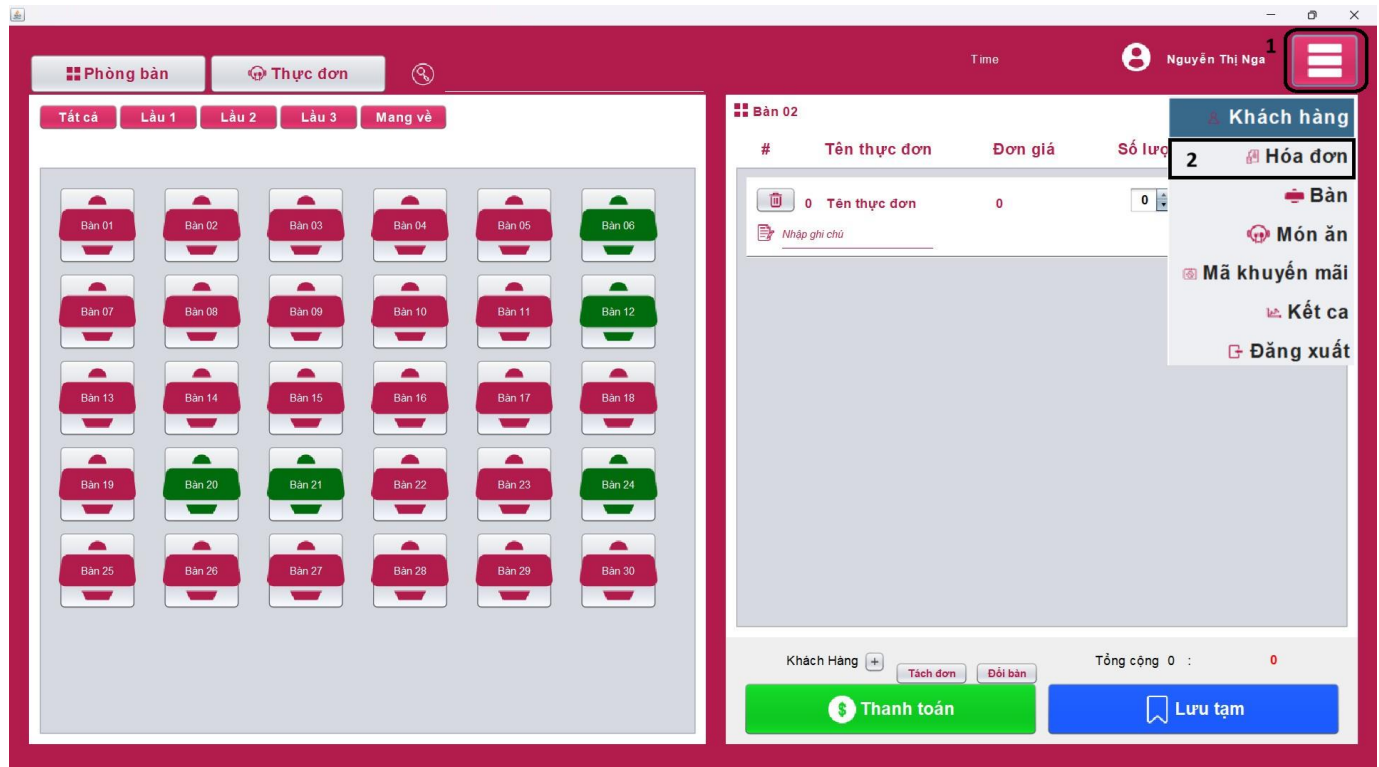 1
Phòng bàn
Thực đơn
Time
Nguyễn Thị Nga
Tất cả
Lầu 1
Lầu 2
Lầu 3
Mang về
Bàn 01
Bàn 02
Bàn 03
Bàn 04
Bàn 05
Bàn 06
Bàn 07
Bàn 08
Bàn 09
Bàn 10
Bàn 11
Bàn 12
Bàn 13
Bàn 14
Bàn 15
Bàn 16
Bàn 17
Bàn 18
Bàn 19
Bàn 20
Bàn 21
Bàn 22
Bàn 23
Bàn 24
Bàn 25
Bàn 26
Bàn 27
Bàn 28
Bàn 29
Bàn 30
Bàn 02
# Tên thực đơn Đơn giá Số lượ
0 Tên thực đơn 0 0
Nhập ghi chú
Khách hàng
2 Hóa đơn
Bàn
Món ăn
Mã khuyến mãi
Kết ca
Đăng xuất
Khách Hàng +
Tách đơn
Đổi bàn
Tổng cộng 0 : 0
$ Thanh toán
Lưu tạm